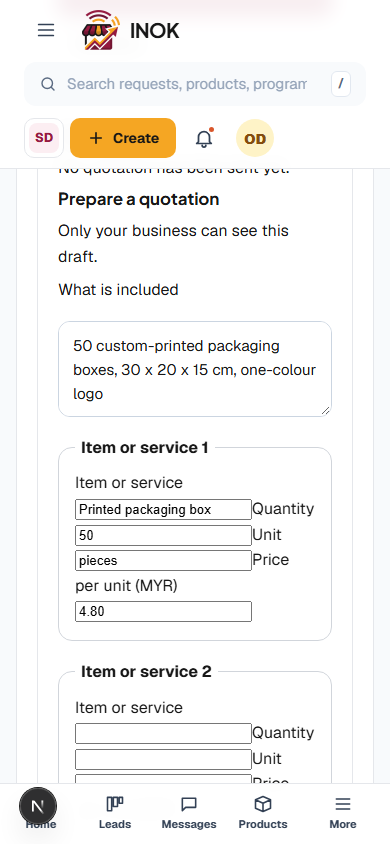 INOK
Search requests, products, program
/
SD
+ Create
OD
No quotation has been sent yet.
Prepare a quotation
Only your business can see this
draft.
What is included
50 custom-printed packaging
boxes, 30 x 20 x 15 cm, one-colour
logo
Item or service 1
Item or service
Printed packaging box Quantity
50 Unit
pieces Price
per unit (MYR)
4.80
Item or service 2
Item or service
Quantity
Unit
Price
N
Home Leads Messages Products More